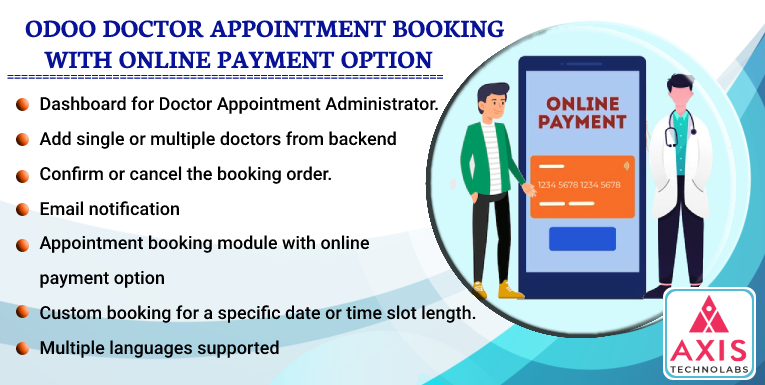 ODOO DOCTOR APPOINTMENT BOOKING
WITH ONLINE PAYMENT OPTION
Dashboard for Doctor Appointment Administrator.
Add single or multiple doctors from backend
Confirm or cancel the booking order.
Email notification
Appointment booking module with online
payment option
Custom booking for a specific date or time slot length.
Multiple languages supported
ONLINE
PAYMENT
1234 5678 1234 5678
AXIS
TECHNOLABS